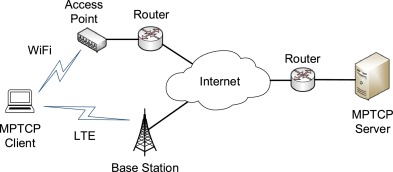 Access
Point
Router
WiFi
Internet
Router
MPTCP
Client
LTE
Base Station
MPTCP
Server